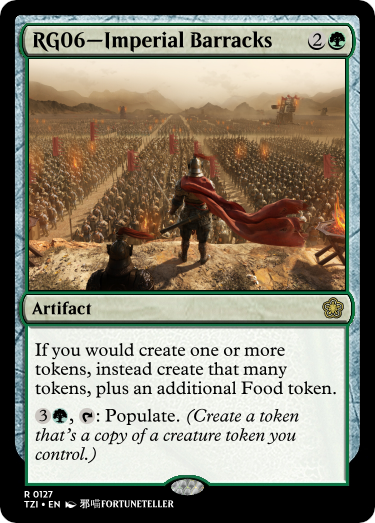 RG06—Imperial Barracks 2
Artifact
If you would create one or more
tokens, instead create that many
tokens, plus an additional Food token.
3, : Populate. (Create a token
that's a copy of a creature token you
control.)
R 0127
TZI • EN 邪喵FORTUNETELLER